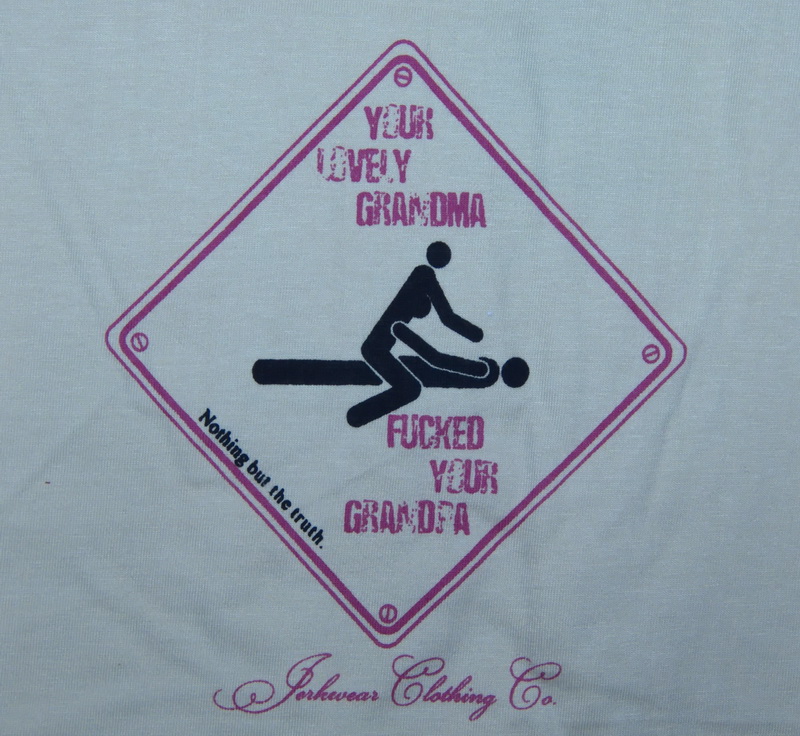 YOUR
LOVELY
GRANDMA
FUCKED
YOUR
GRANDPA
Nothing but the truth.
Jerkwear Clothing Co.